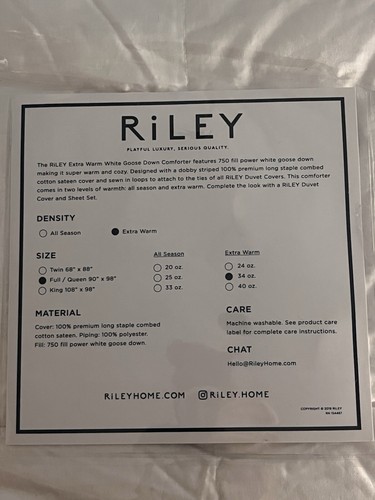 RiLEY
PLAYFUL LUXURY, SERIOUS QUALITY.
The RiLEY Extra Warm White Goose Down Comforter features 750 fill power white goose down
making it super warm and cozy. Designed with a dobby striped 100% premium long staple combed
cotton sateen cover and sewn in loops to attach to the ties of all RiLEY Duvet Covers. This comforter
comes in two levels of warmth: all season and extra warm. Complete the look with a RiLEY Duvet
Cover and Sheet Set.
DENSITY
All Season Extra Warm
SIZE All Season Extra Warm
Twin 68" x 88" 20 oz. 24 oz.
Full / Queen 90" x 98" 25 oz. 34 oz.
King 108" x 98" 33 oz. 40 oz.
MATERIAL
Cover: 100% premium long staple combed
cotton sateen. Piping: 100% polyester.
Fill: 750 fill power white goose down.
CARE
Machine washable. See product care
label for complete care instructions.
CHAT
Hello@RileyHome.com
RiLEYHOME.COM RiLEY.HOME
COPYRIGHT © 2019 RILEY